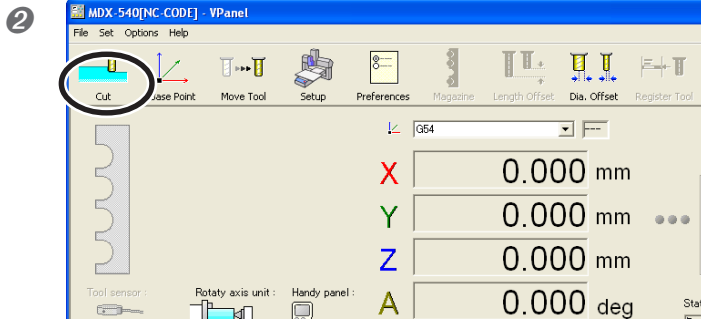 2
MDX-540[NC-CODE] - VPanel
File Set Options Help
Cut Base Point Move Tool Setup Preferences Magazine Length Offset Dia. Offset Register Tool
G54
X 0.000 mm
Y 0.000 mm
Z 0.000 mm
Tool sensor : Rotaty axis unit : Handy panel :
A 0.000 deg